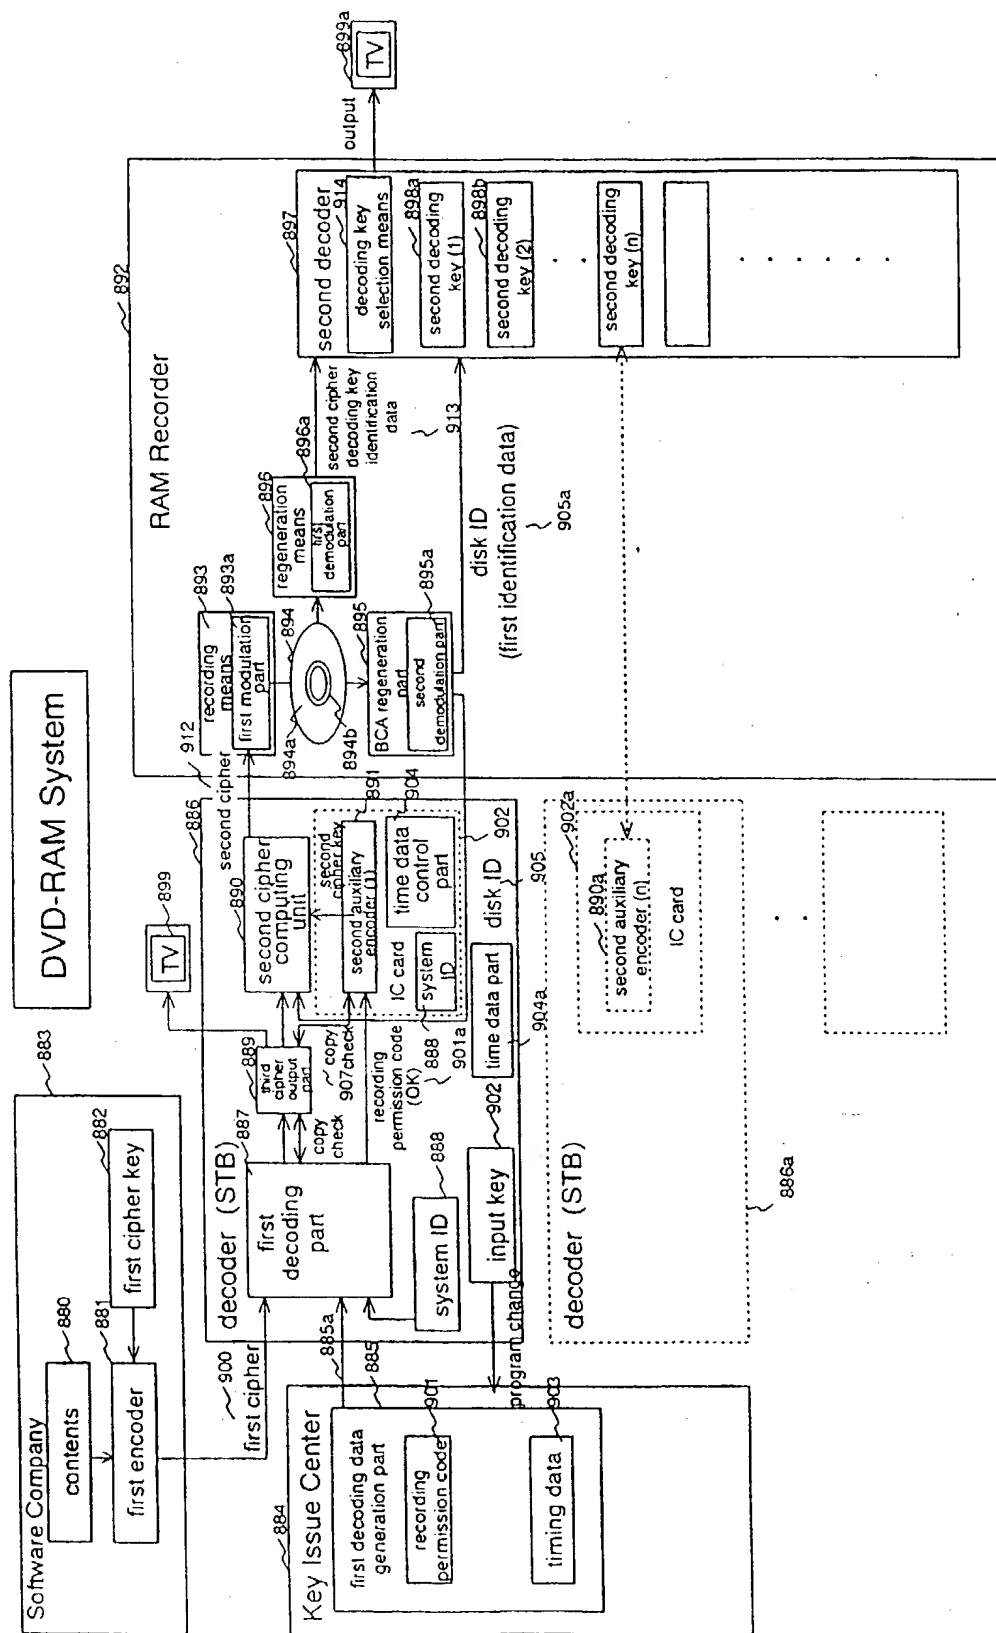 DVD-RAM System
Software Company
883
contents
880
first encoder
881
first cipher key
882
900
first cipher
Key Issue Center
884
first decoding data
generation part
885
885a
recording
permission code
901
timing data
903
program change
decoder (STB)
886
first
decoding
part
887
copy
check
third
cipher
output
part
889
TV
899
second cipher
computing
unit
890
second cipher
912
second
cipher key
second auxiliary
encoder (1)
891
copy
check
907
recording
permission code
(OK)
901a
IC card
888
system
ID
time data
control
part
904
902
system ID
888
input key
902
time data part
904a
disk ID
905
decoder (STB)
886a
902a
890a
second auxiliary
encoder (n)
IC card
RAM Recorder
892
recording
means
893
first modulation
part
893a
894
894a
894b
regeneration
means
896
first
demodulation
part
896a
BCA regeneration
part
895
second
demodulation part
895a
second cipher
decoding key
identification
data
913
disk ID
(first identification data)
905a
second decoder
897
decoding key
selection means
914
second decoding
key (1)
898a
second decoding
key (2)
898b
second decoding
key (n)
output
TV
899a